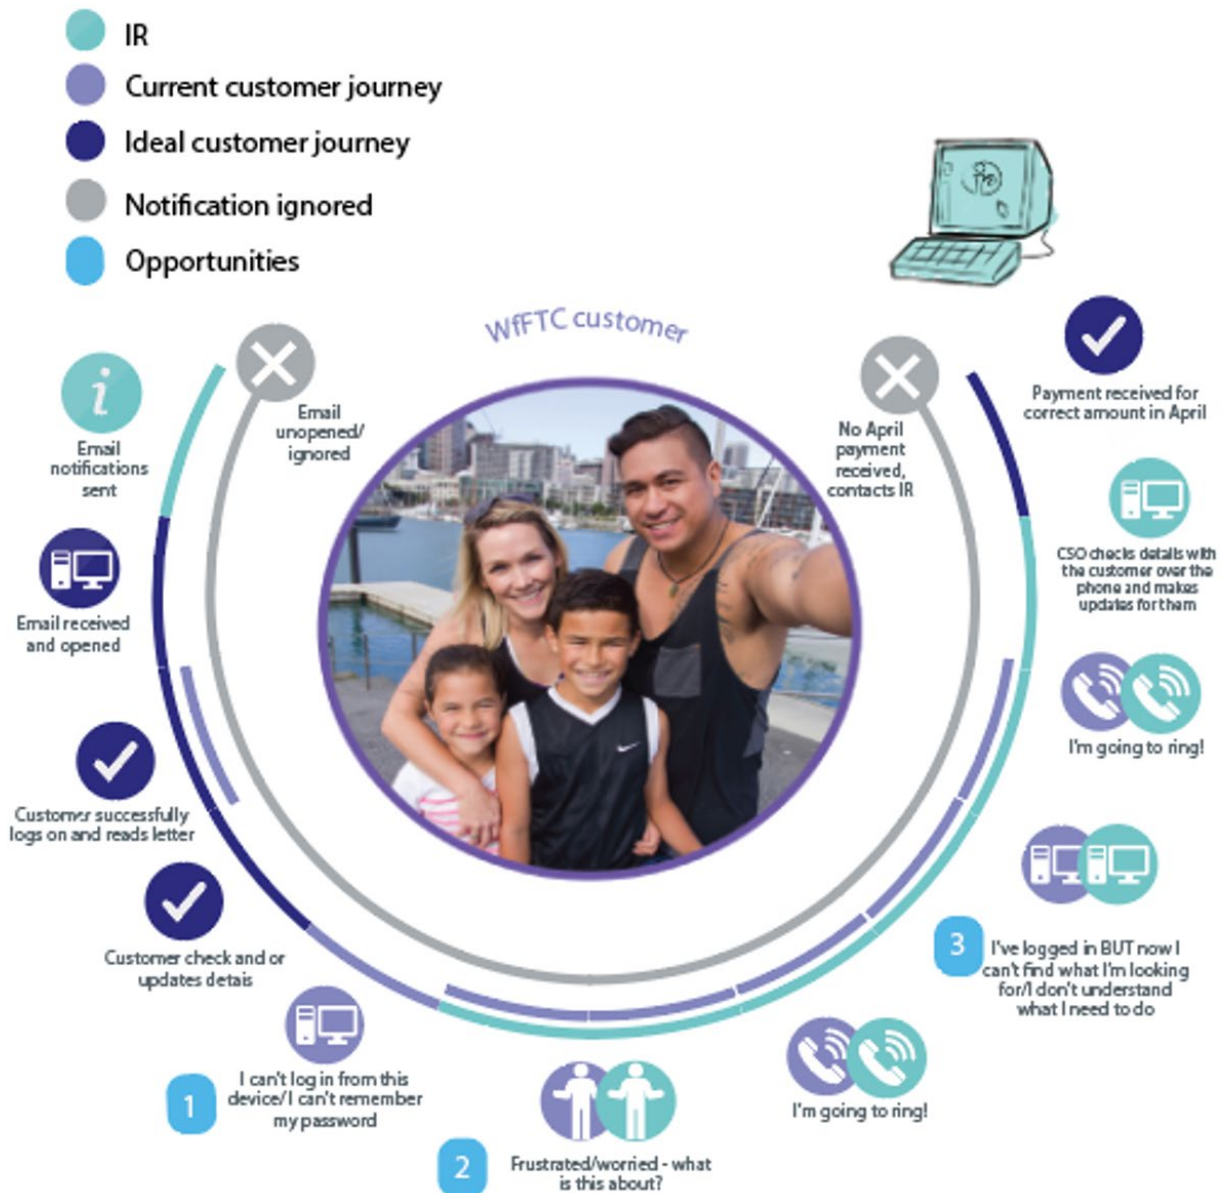 IR
Current customer journey
Ideal customer journey
Notification ignored
Opportunities
WfFTC customer
Email
unopened/
ignored
No April
payment
received,
contacts IR
Payment received for
correct amount in April
Email
notifications
sent
CSO checks details with
the customer over the
phone and makes
updates for them
Email received
and opened
I'm going to ring!
Customer successfully
logs on and reads letter
Customer check and or
updates detais
3
I've logged in BUT now I
can't find what I'm looking
for/I don't understand
what I need to do
1
I can't log in from this
device/I can't remember
my password
I'm going to ring!
2
Frustrated/worried - what
is this about?